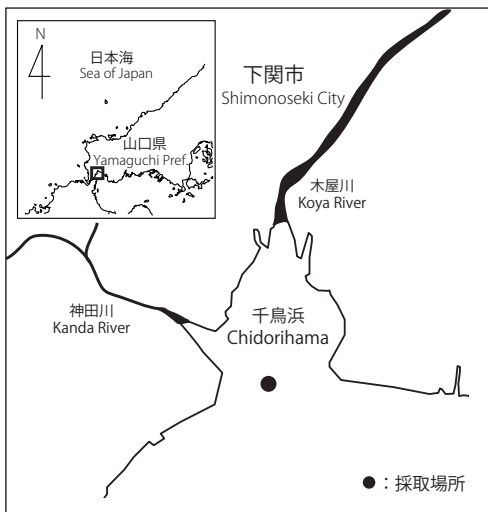 N
日本海
Sea of Japan
山口県
Yamaguchi Pref.
下関市
Shimonoseki City
木屋川
Koya River
神田川
Kanda River
千鳥浜
Chidorihama
●：採取場所